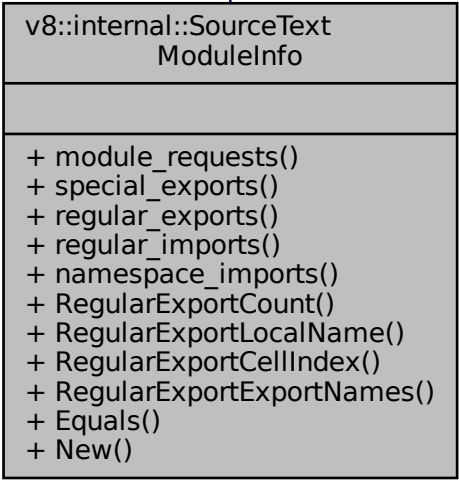 v8::internal::SourceText
ModuleInfo
+ module_requests()
+ special_exports()
+ regular_exports()
+ regular_imports()
+ namespace_imports()
+ RegularExportCount()
+ RegularExportLocalName()
+ RegularExportCellIndex()
+ RegularExportExportNames()
+ Equals()
+ New()